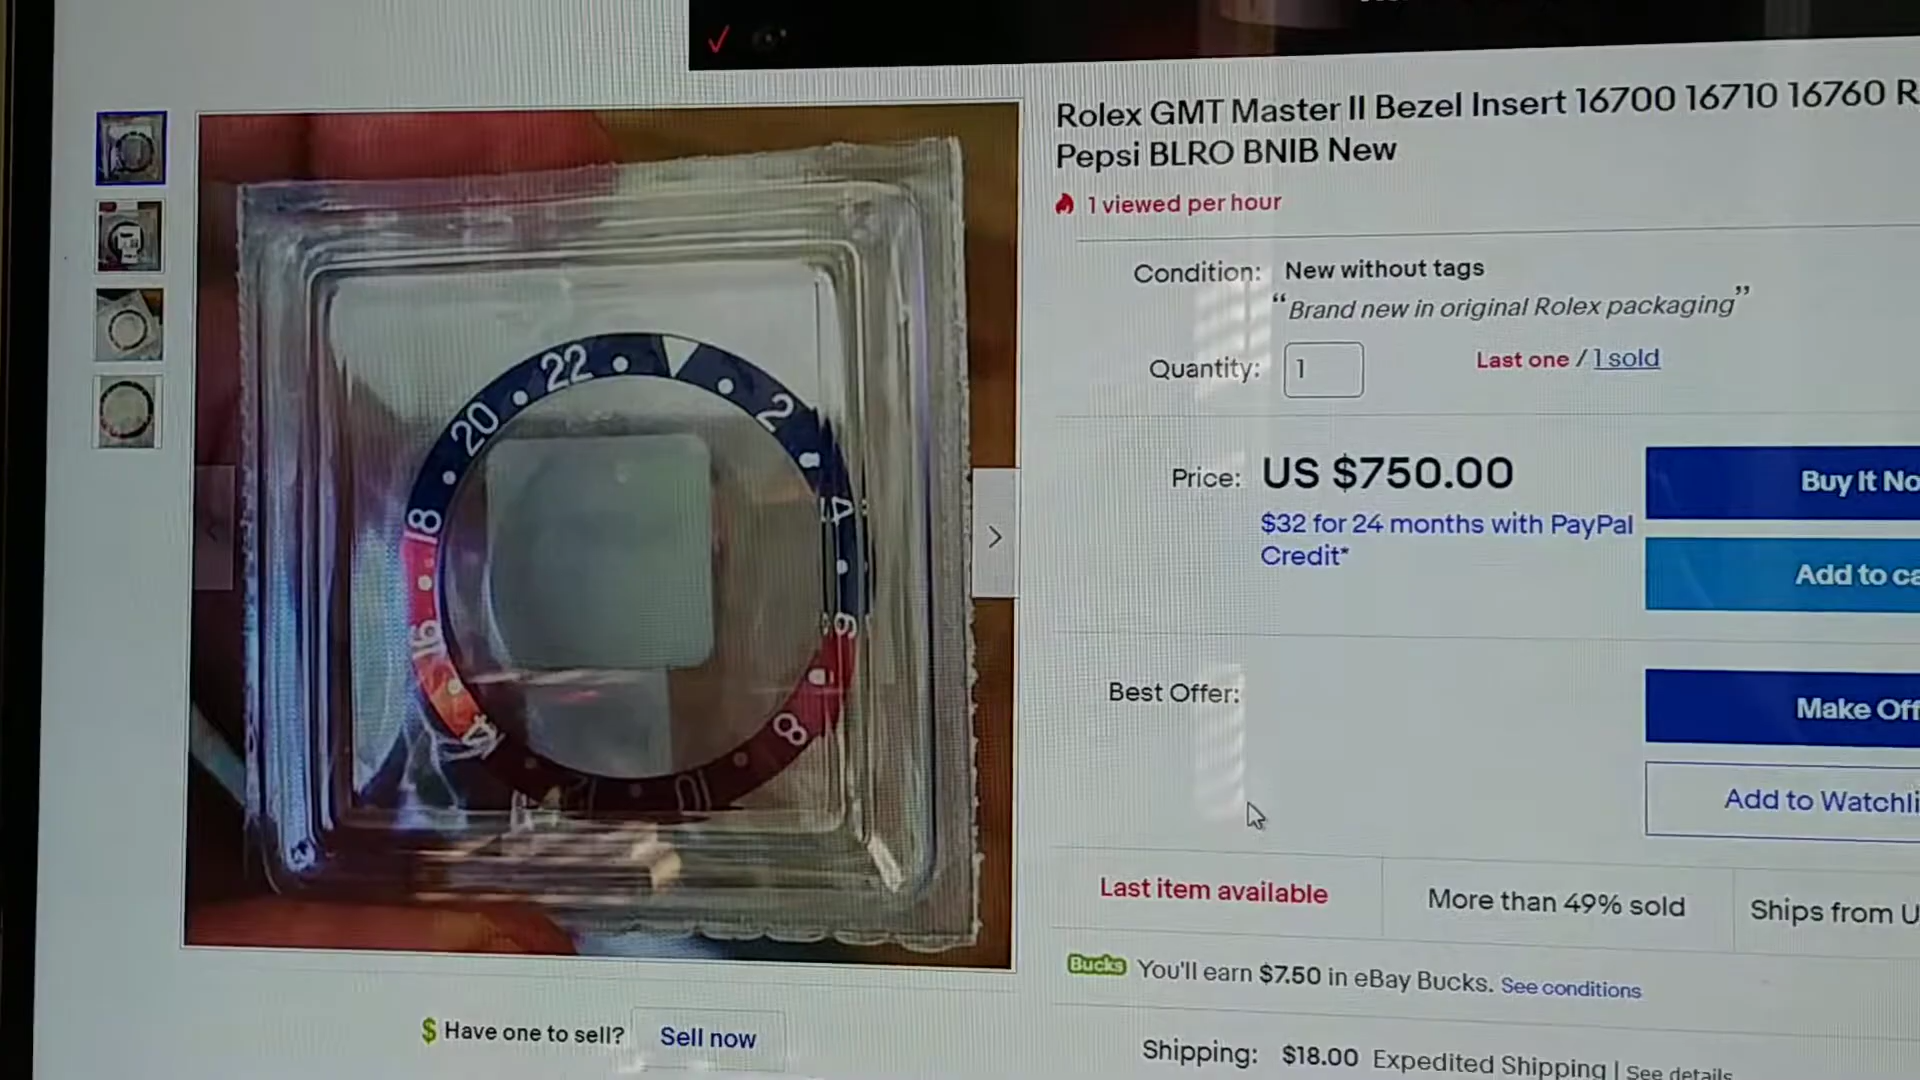 Rolex GMT Master II Bezel Insert 16700 16710 16760 R
Pepsi BLRO BNIB New
1 viewed per hour
Condition: New without tags
“Brand new in original Rolex packaging”
Quantity: 1 Last one / 1 sold
Price: US $750.00
$32 for 24 months with PayPal
Credit*
Buy It No
Add to ca
Best Offer:
Make Off
Add to Watchli
Last item available
More than 49% sold
Ships from U
Bucks You'll earn $7.50 in eBay Bucks. See conditions
Shipping: $18.00 Expedited Shipping | See details
$ Have one to sell? Sell now
22
2
20
4
18
6
16
8
14
10